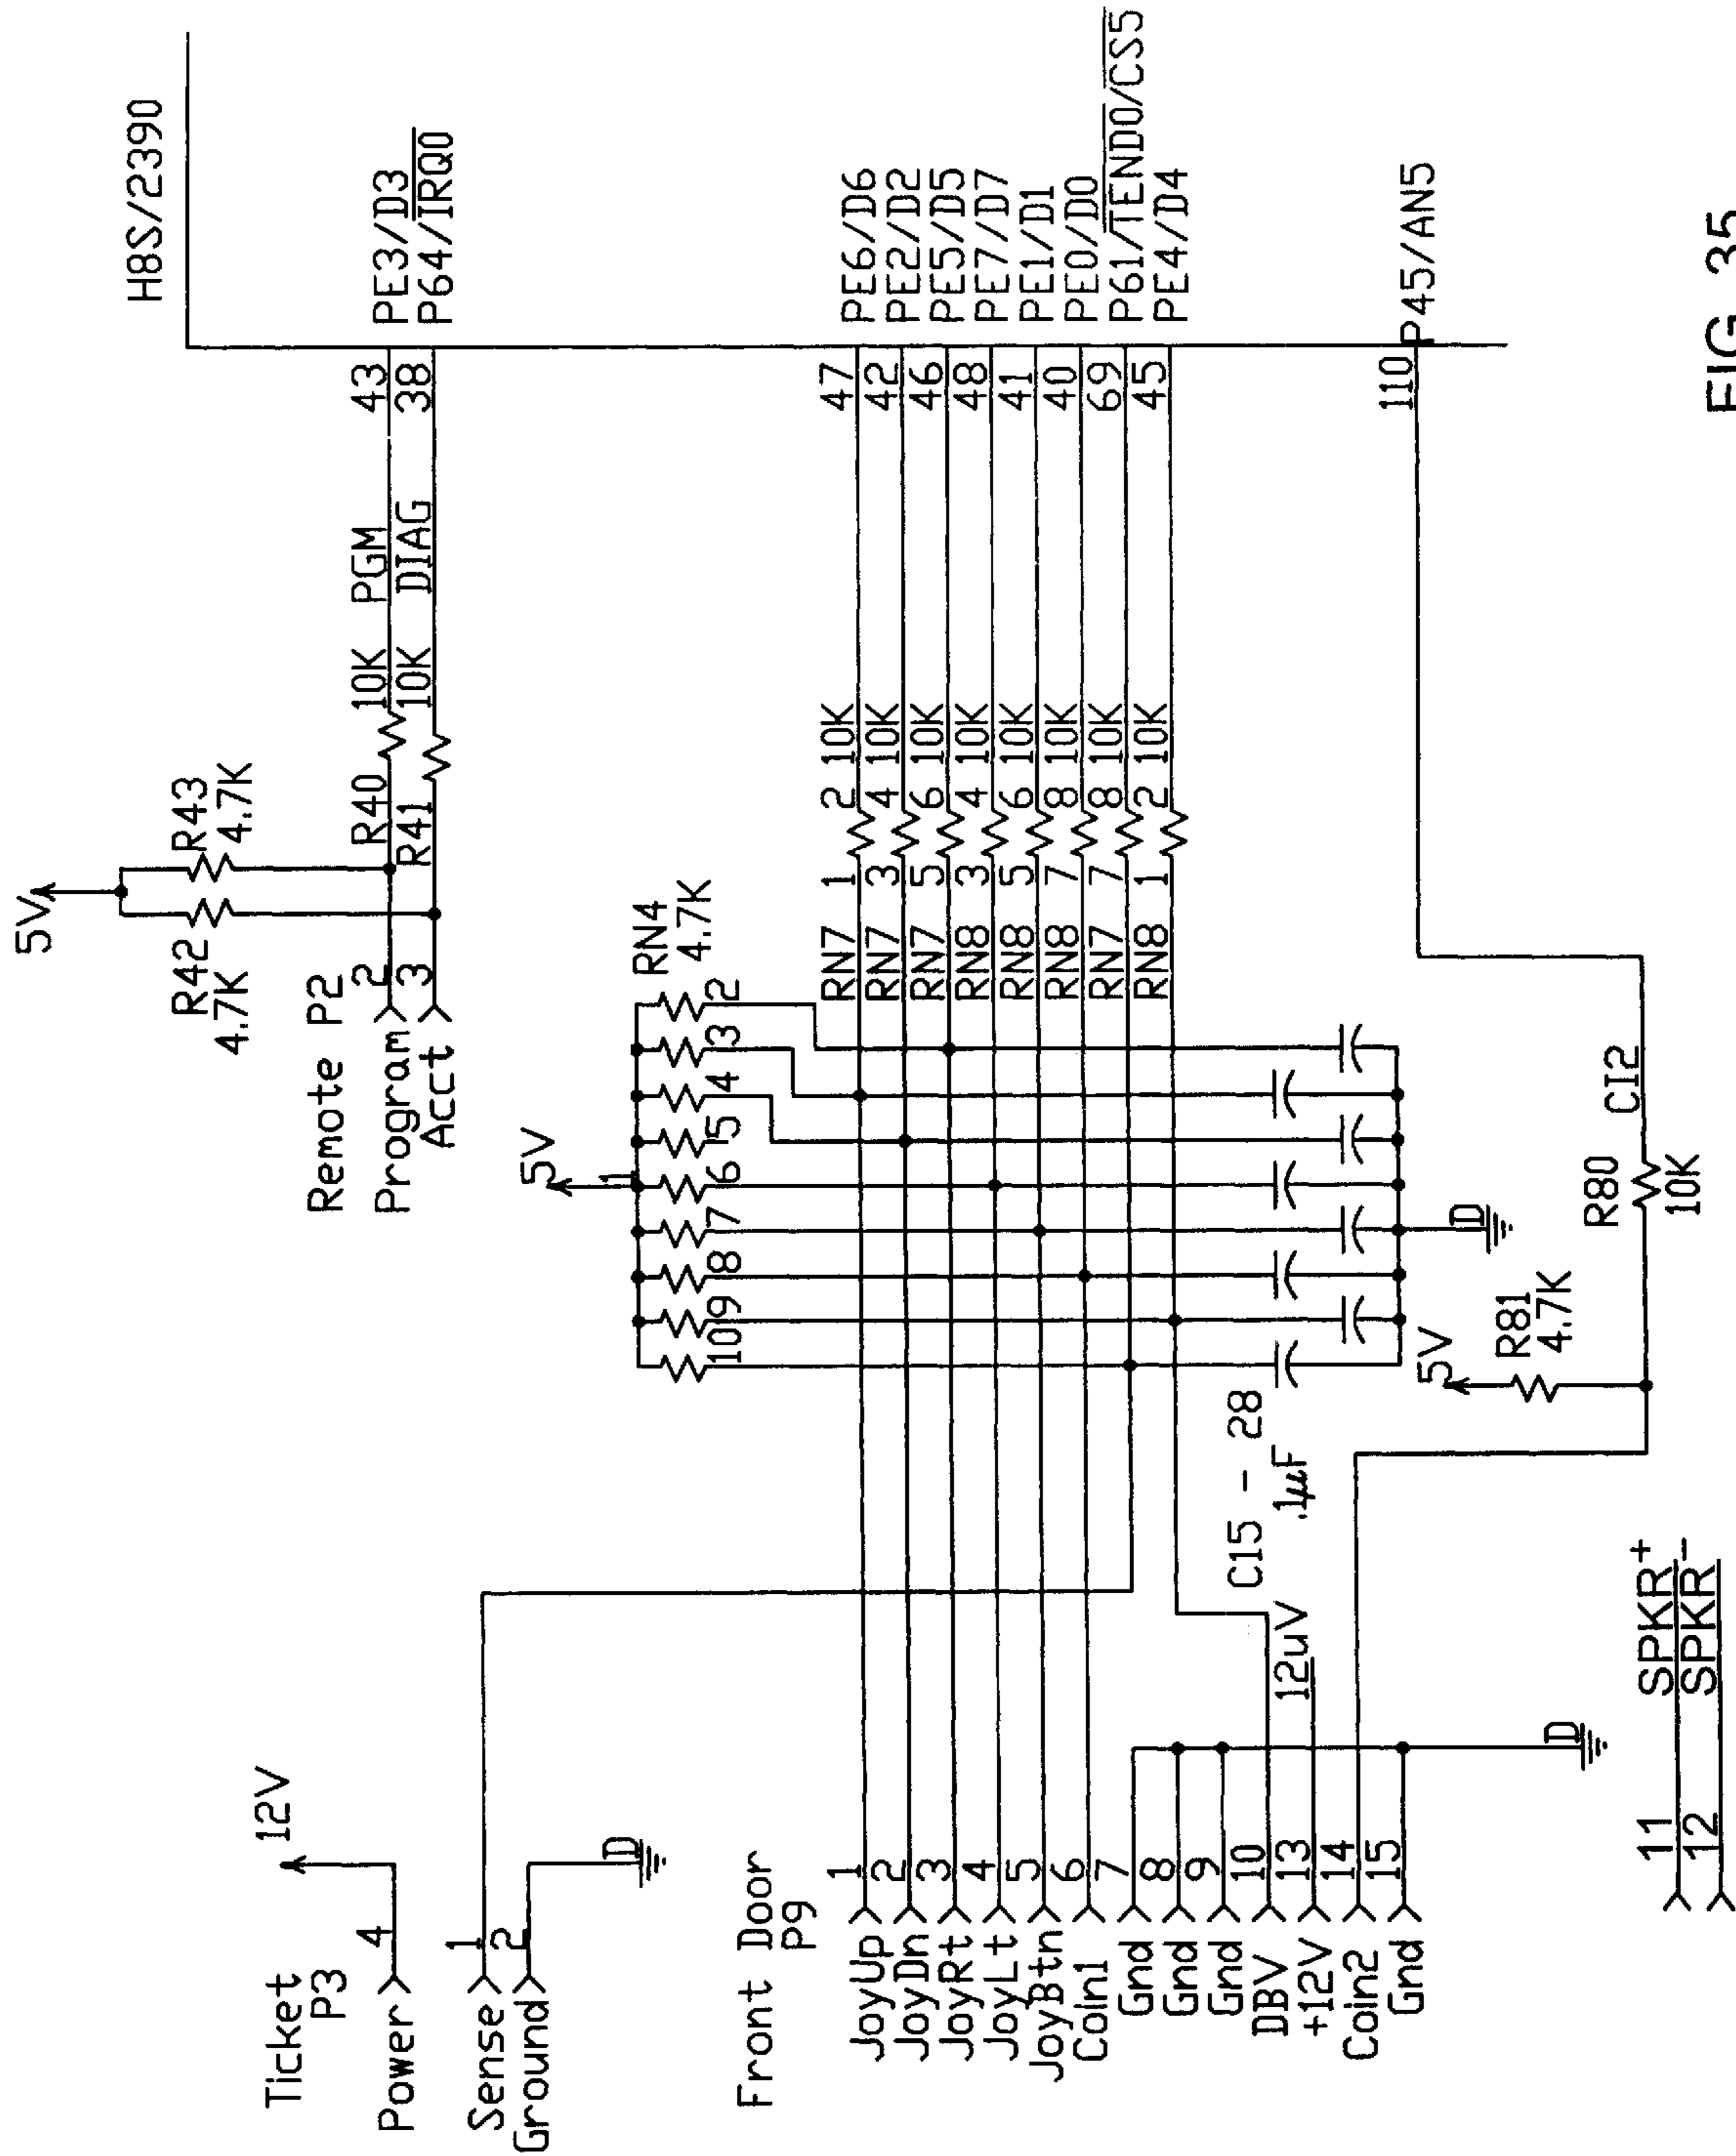 H8S/2390
5V
R42
4.7K
R43
4.7K
Remote P2
Program
2
R40
10K
PGM
43
PE3/D3
Acct
3
R41
10K
DIAG
38
P64/IRQ0
Ticket
P3
12V
Power
4
Sense
1
Ground
2
D
5V
1
RN4
4.7K
10
9
8
7
6
5
4
3
2
Front Door
P9
JoyUp
1
RN7 1
2 10K
47
PE6/D6
JoyDn
2
RN7 3
4 10K
42
PE2/D2
JoyRt
3
RN7 5
6 10K
46
PE5/D5
JoyLt
4
RN8 3
4 10K
48
PE7/D7
JoyBtn
5
RN8 5
6 10K
41
PE1/D1
Coin1
6
RN8 7
8 10K
40
PE0/D0
Gnd
7
RN7 7
8 10K
69
P61/TEND0/CS5
Gnd
8
RN8 1
2 10K
45
PE4/D4
Gnd
9
DBV
10
+12V
13
12uV
Coin2
14
Gnd
15
C15 - 28
.1µF
D
D
5V
R81
4.7K
R80
10K
CI2
110
P45/AN5
11
SPKR+
12
SPKR-
FIG. 35